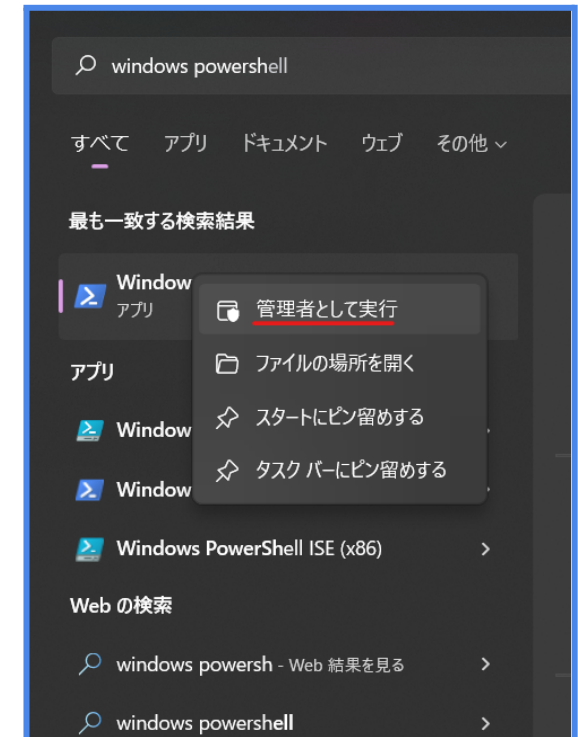 windows powershell
すべて アプリ ドキュメント ウェブ その他
最も一致する検索結果
Window
アプリ
管理者として実行
ファイルの場所を開く
スタートにピン留めする
タスク バーにピン留めする
アプリ
Window
Window
Windows PowerShell ISE (x86)
Web の検索
windows powersh - Web 結果を見る
windows powershell